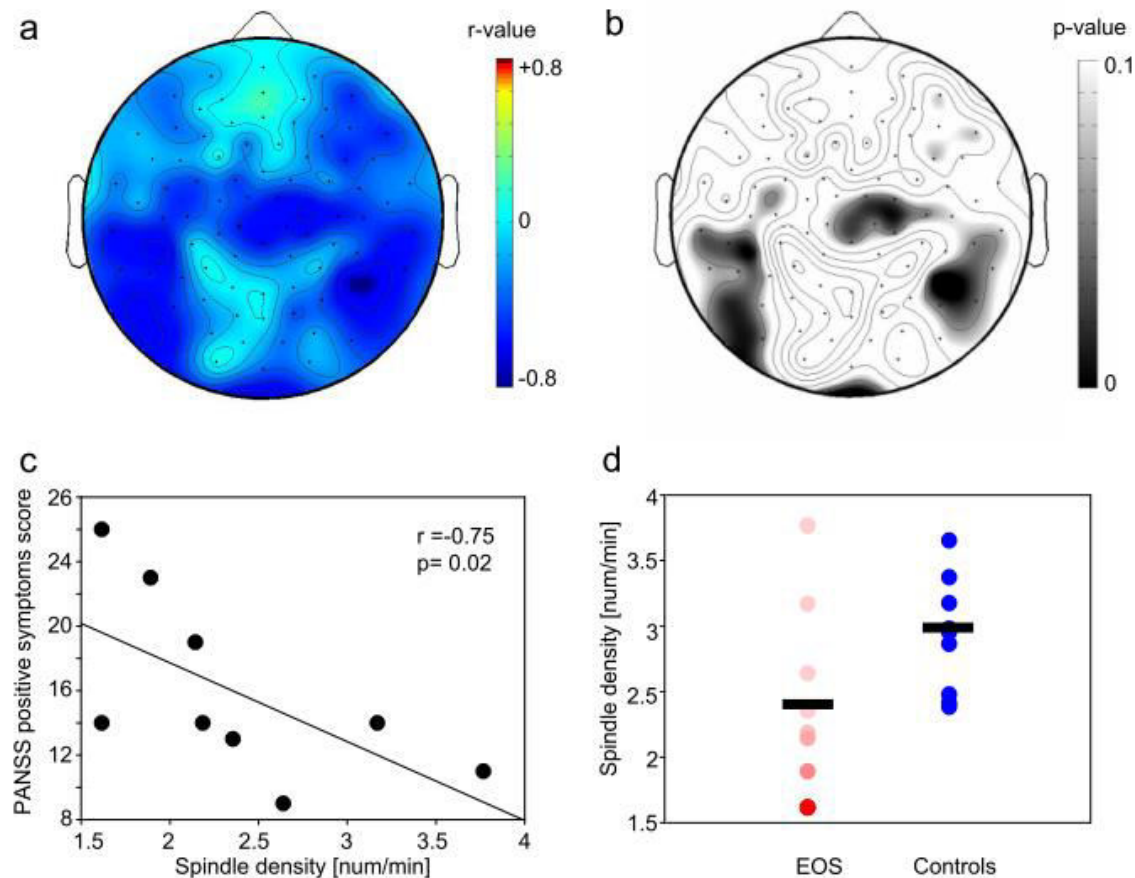 a
r-value
+0.8
0
-0.8
b
p-value
0.1
0
c
PANSS positive symptoms score
26
24
20
16
12
8
r =-0.75
p= 0.02
1.5
2
2.5
3
3.5
4
Spindle density [num/min]
d
Spindle density [num/min]
4
3.5
3
2.5
2
1.5
EOS
Controls